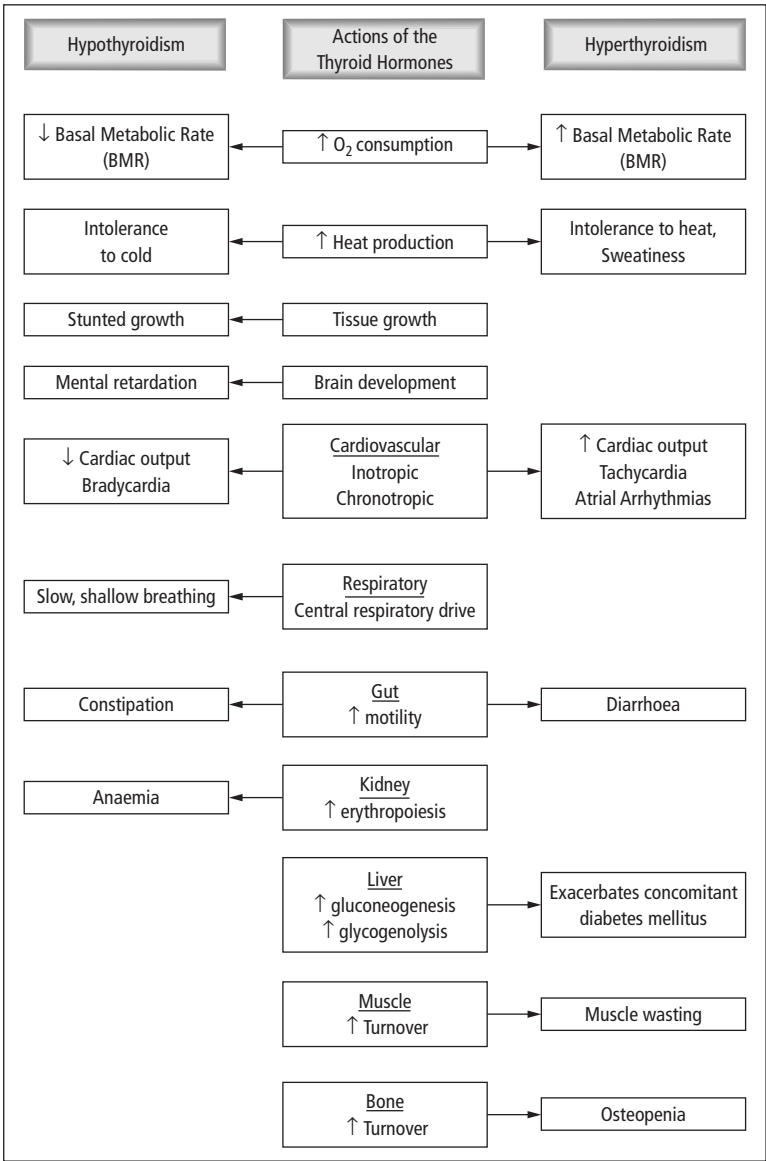 Hypothyroidism
Actions of the
Thyroid Hormones
Hyperthyroidism
↓ Basal Metabolic Rate
(BMR)
↑ O₂ consumption
↑ Basal Metabolic Rate
(BMR)
Intolerance
to cold
↑ Heat production
Intolerance to heat,
Sweatiness
Stunted growth
Tissue growth
Mental retardation
Brain development
↓ Cardiac output
Bradycardia
Cardiovascular
Inotropic
Chronotropic
↑ Cardiac output
Tachycardia
Atrial Arrhythmias
Slow, shallow breathing
Respiratory
Central respiratory drive
Constipation
Gut
↑ motility
Diarrhoea
Anaemia
Kidney
↑ erythropoiesis
Liver
↑ gluconeogenesis
↑ glycogenolysis
Exacerbates concomitant
diabetes mellitus
Muscle
↑ Turnover
Muscle wasting
Bone
↑ Turnover
Osteopenia